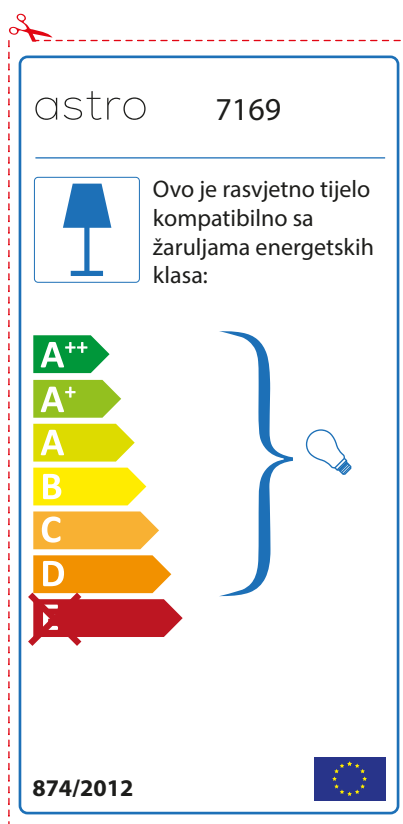 astro 7169
Ovo je rasvjetno tijelo
kompatibilno sa
žaruljama energetskih
klasa:
A++
A+
A
B
C
D
E
874/2012